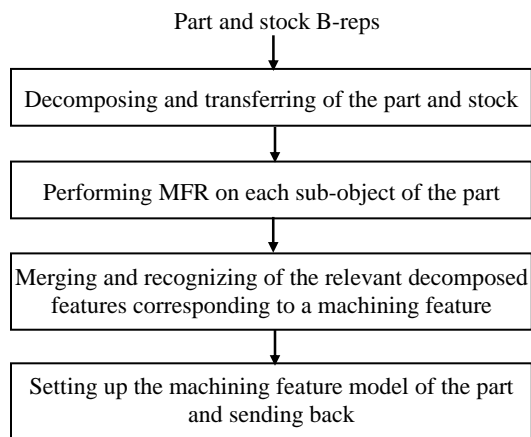 Part and stock B-reps
Decomposing and transferring of the part and stock
Performing MFR on each sub-object of the part
Merging and recognizing of the relevant decomposed
features corresponding to a machining feature
Setting up the machining feature model of the part
and sending back